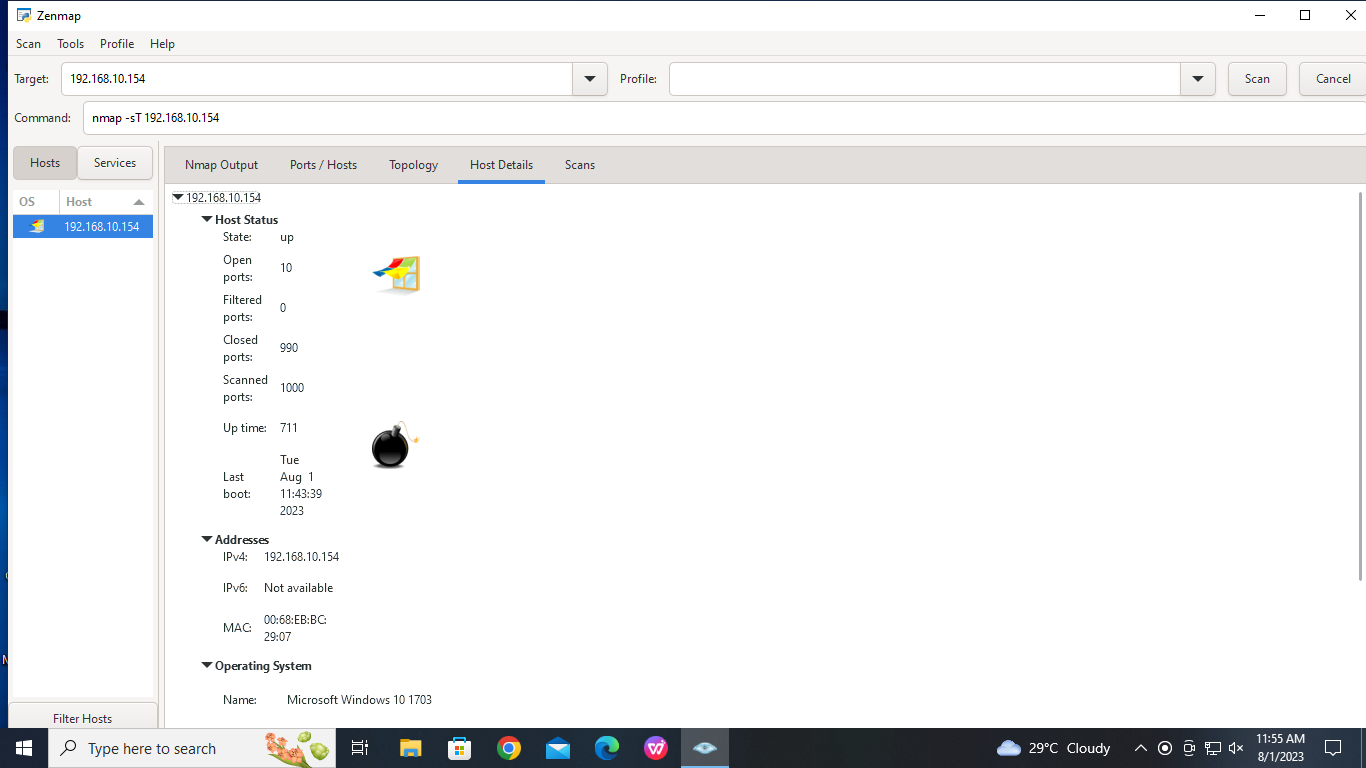 Zenmap
Scan Tools Profile Help
Target: 192.168.10.154 Profile: Scan Cancel
Command: nmap -sT 192.168.10.154
Hosts Services
OS Host
192.168.10.154
Filter Hosts
Nmap Output Ports / Hosts Topology Host Details Scans
192.168.10.154
Host Status
State: up
Open
ports: 10
Filtered
ports: 0
Closed
ports: 990
Scanned
ports: 1000
Up time: 711
Last
boot:
Tue
Aug 1
11:43:39
2023
Addresses
IPv4: 192.168.10.154
IPv6: Not available
MAC: 00:68:EB:BC:
29:07
Operating System
Name: Microsoft Windows 10 1703
Type here to search
29°C Cloudy
11:55 AM
8/1/2023